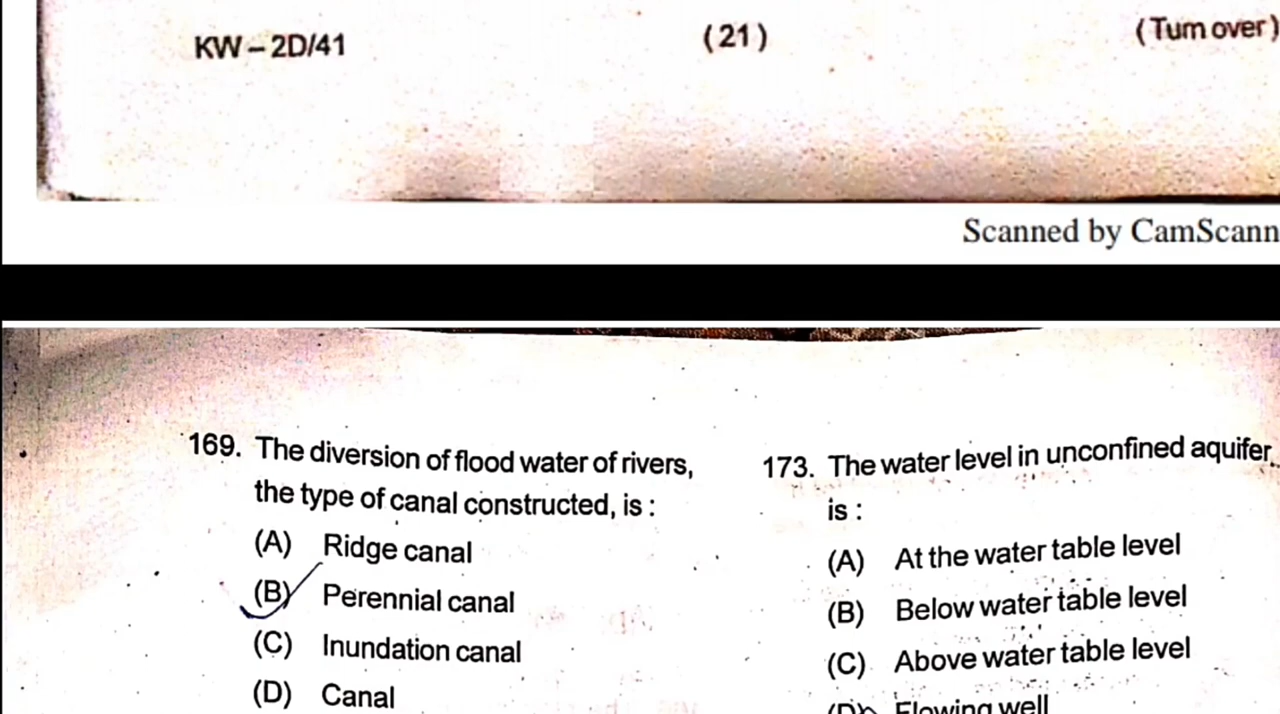 KW – 2D/41 (21) (Turn over)
Scanned by CamScann
169. The diversion of flood water of rivers,
the type of canal constructed, is :
(A) Ridge canal
(B) Perennial canal
(C) Inundation canal
(D) Canal
173. The water level in unconfined aquifer
is :
(A) At the water table level
(B) Below water table level
(C) Above water table level
(D) Flowing well